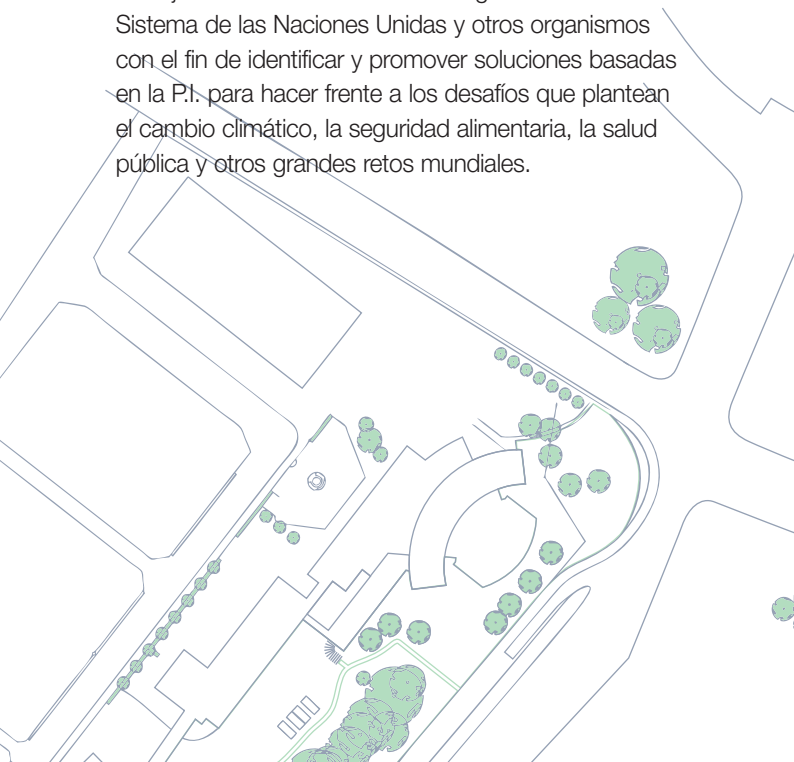 Sistema de las Naciones Unidas y otros organismos
con el fin de identificar y promover soluciones basadas
en la P.I. para hacer frente a los desafíos que plantean
el cambio climático, la seguridad alimentaria, la salud
pública y otros grandes retos mundiales.